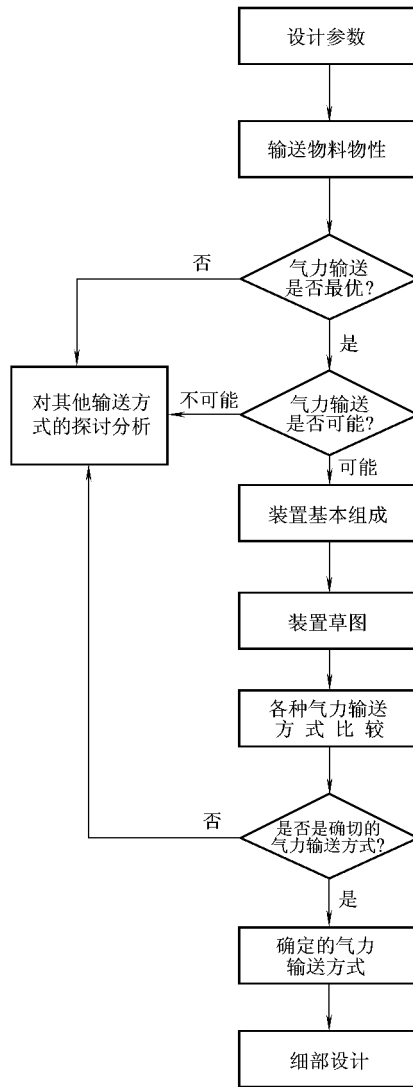 设计参数
输送物料物性
气力输送
是否最优?
否
是
对其他输送方
式的探讨分析
不可能
气力输送
是否可能?
可能
装置基本组成
装置草图
各种气力输送
方 式 比 较
是否是确切的
气力输送方式?
否
是
确定的气力
输送方式
细部设计